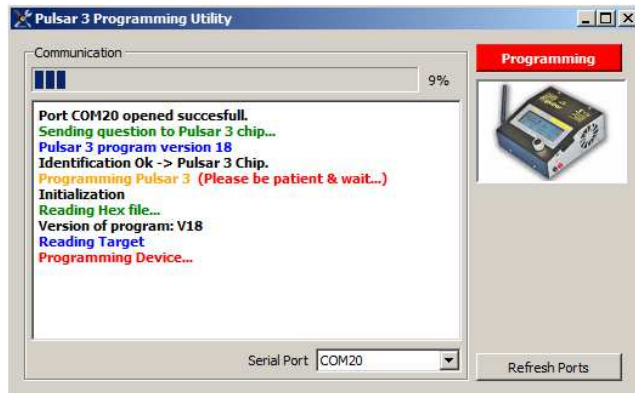 Pulsar 3 Programming Utility
Communication
Programming
9%
Port COM20 opened succesfull.
Sending question to Pulsar 3 chip...
Pulsar 3 program version 18
Identification Ok -> Pulsar 3 Chip.
Programming Pulsar 3 (Please be patient & wait...)
Initialization
Reading Hex file...
Version of program: V18
Reading Target
Programming Device...
Serial Port COM20
Refresh Ports